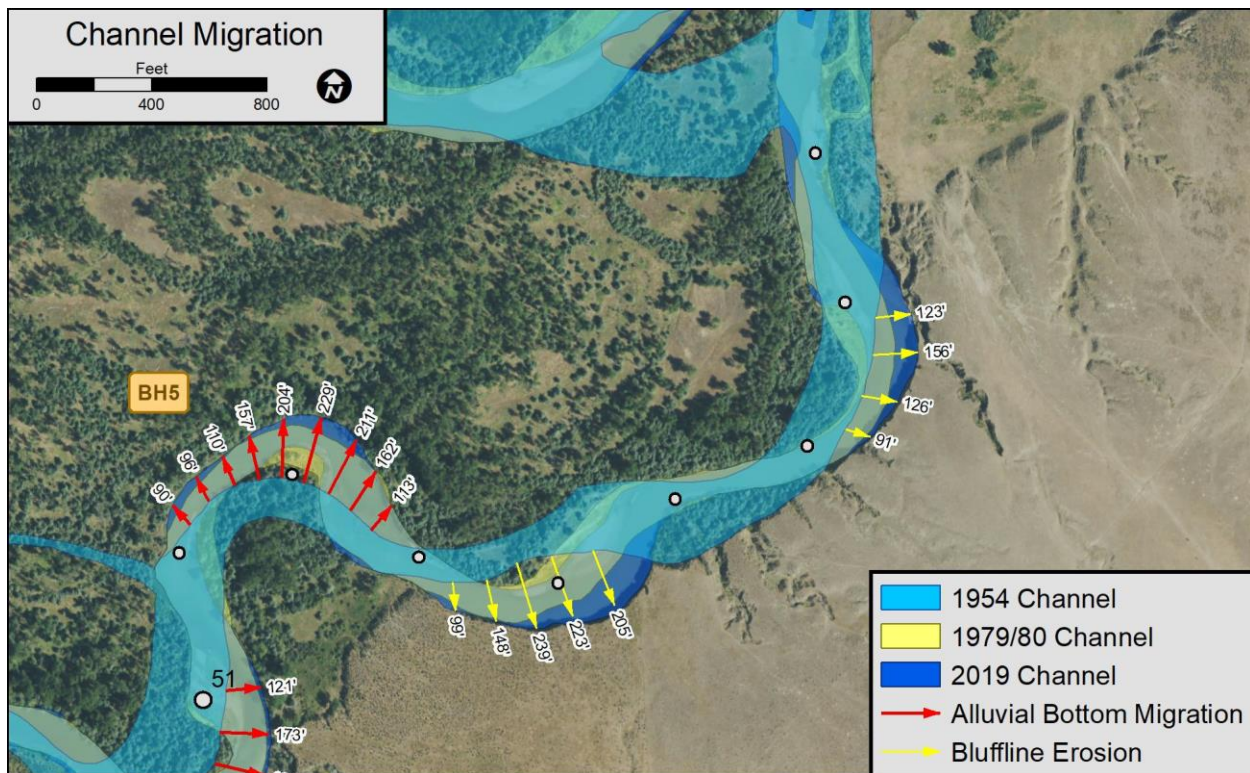 Channel Migration
Feet
0 400 800
N
BH5
90'
96'
110'
157'
204'
229'
211'
162'
113'
123'
156'
126'
91'
99'
148'
239'
223'
205'
51
121'
173'
1954 Channel
1979/80 Channel
2019 Channel
Alluvial Bottom Migration
Bluffline Erosion